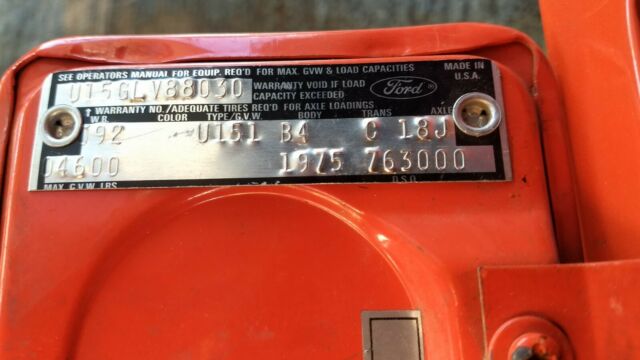 SEE OPERATORS MANUAL FOR EQUIP. REQ'D FOR MAX. GVW & LOAD CAPACITIES
MADE IN U.S.A.
U15GLV88030
WARRANTY VOID IF LOAD CAPACITY EXCEEDED
Ford
WARRANTY NO./ADEQUATE TIRES REQ'D FOR AXLE LOADINGS
W.B. COLOR TYPE/G.V.W. BODY TRANS AXLE
92 U151 B4 C 18J
04600 1975 763000
MAX. G.V.W. LBS D.S.O.